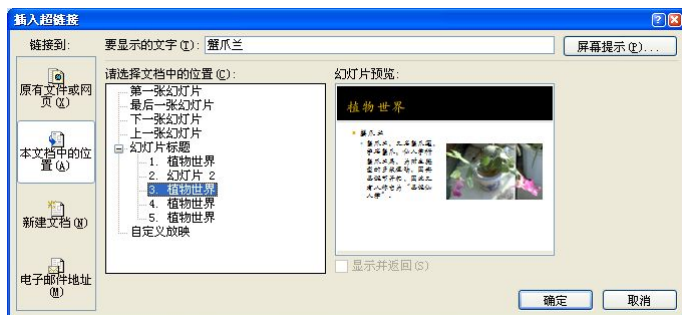 插入超链接
链接到:
要显示的文字(T): 蟹爪兰
屏幕提示(P)...
原有文件或网
页(X)
本文档中的位
置(A)
新建文档(N)
电子邮件地址
(M)
请选择文档中的位置(C):
第一张幻灯片
最后一张幻灯片
下一张幻灯片
上一张幻灯片
幻灯片标题
1. 植物世界
2. 幻灯片 2
3. 植物世界
4. 植物世界
5. 植物世界
自定义放映
幻灯片预览:
植物世界
蟹爪兰
显示并返回(S)
确定
取消